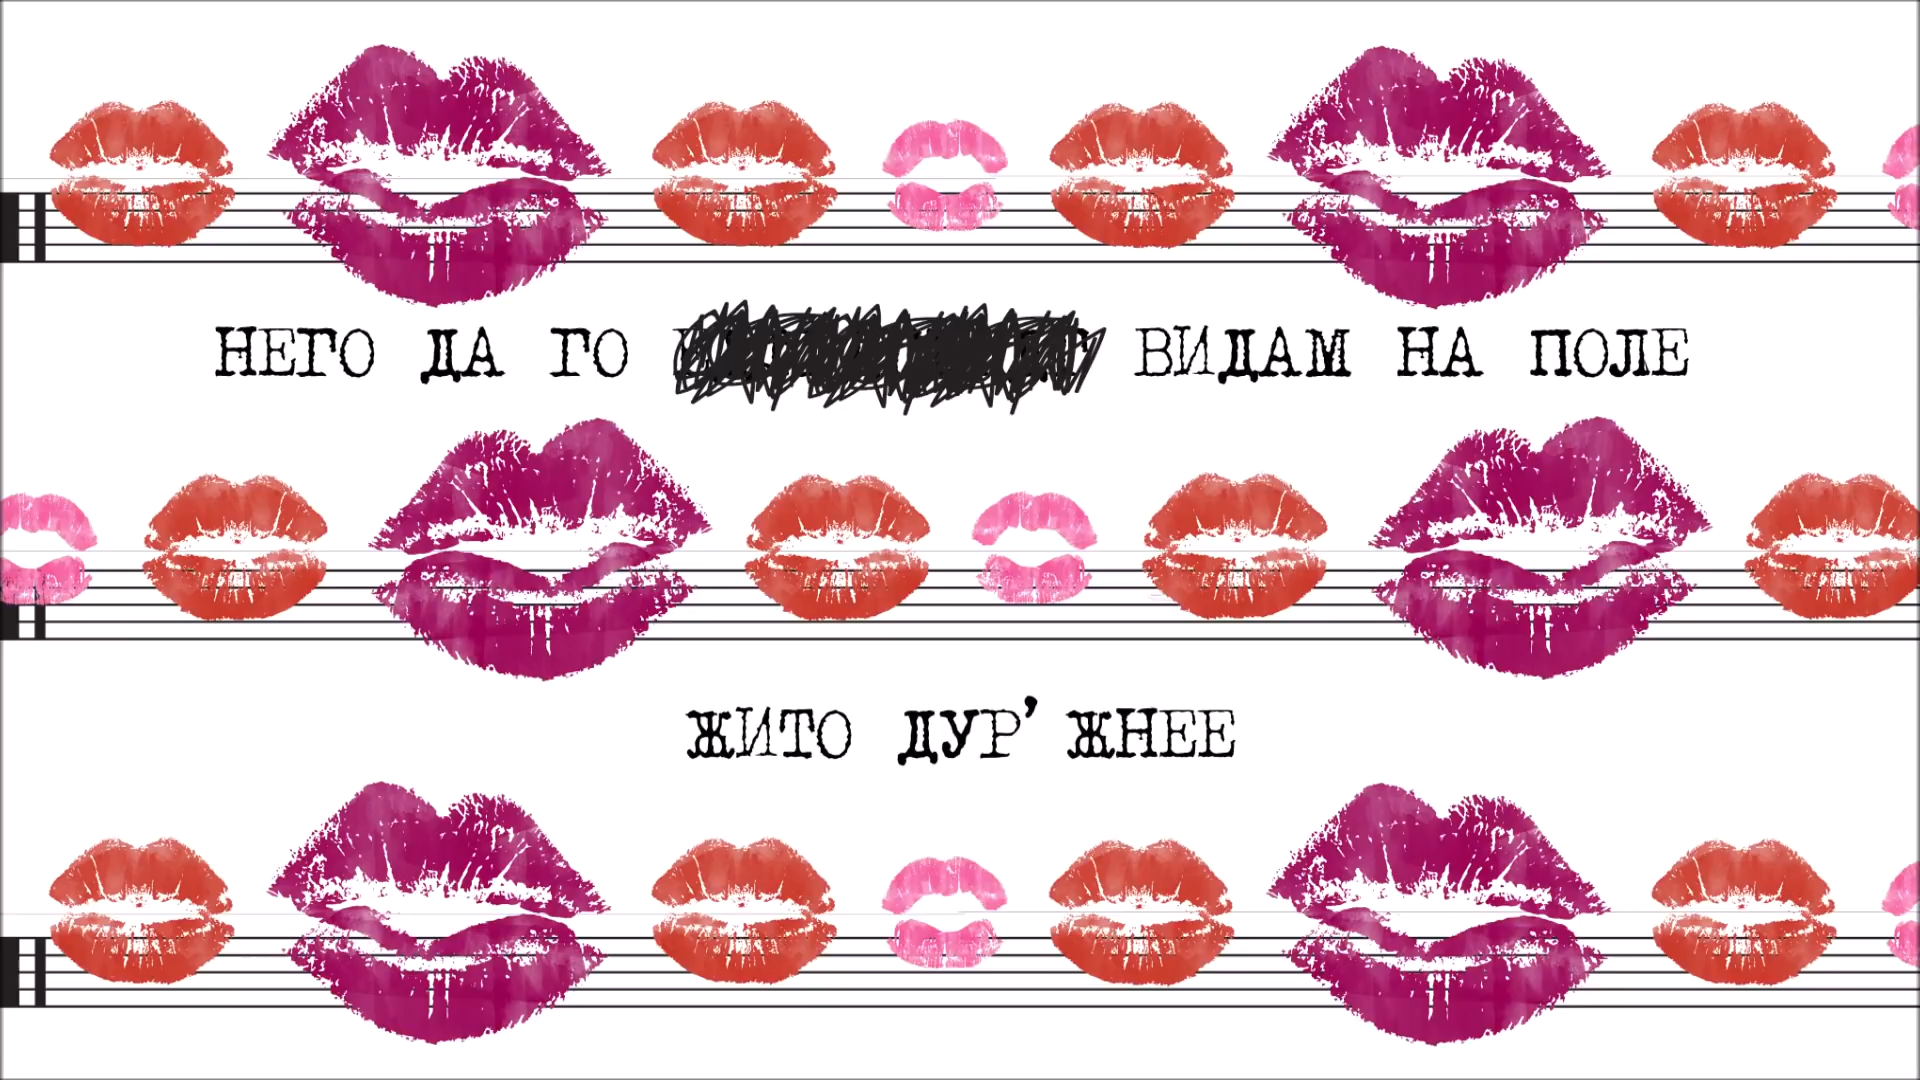 НЕГО ДА ГО ВИДАМ НА ПОЛЕ
ЖИТО ДУР' ЖНЕЕ